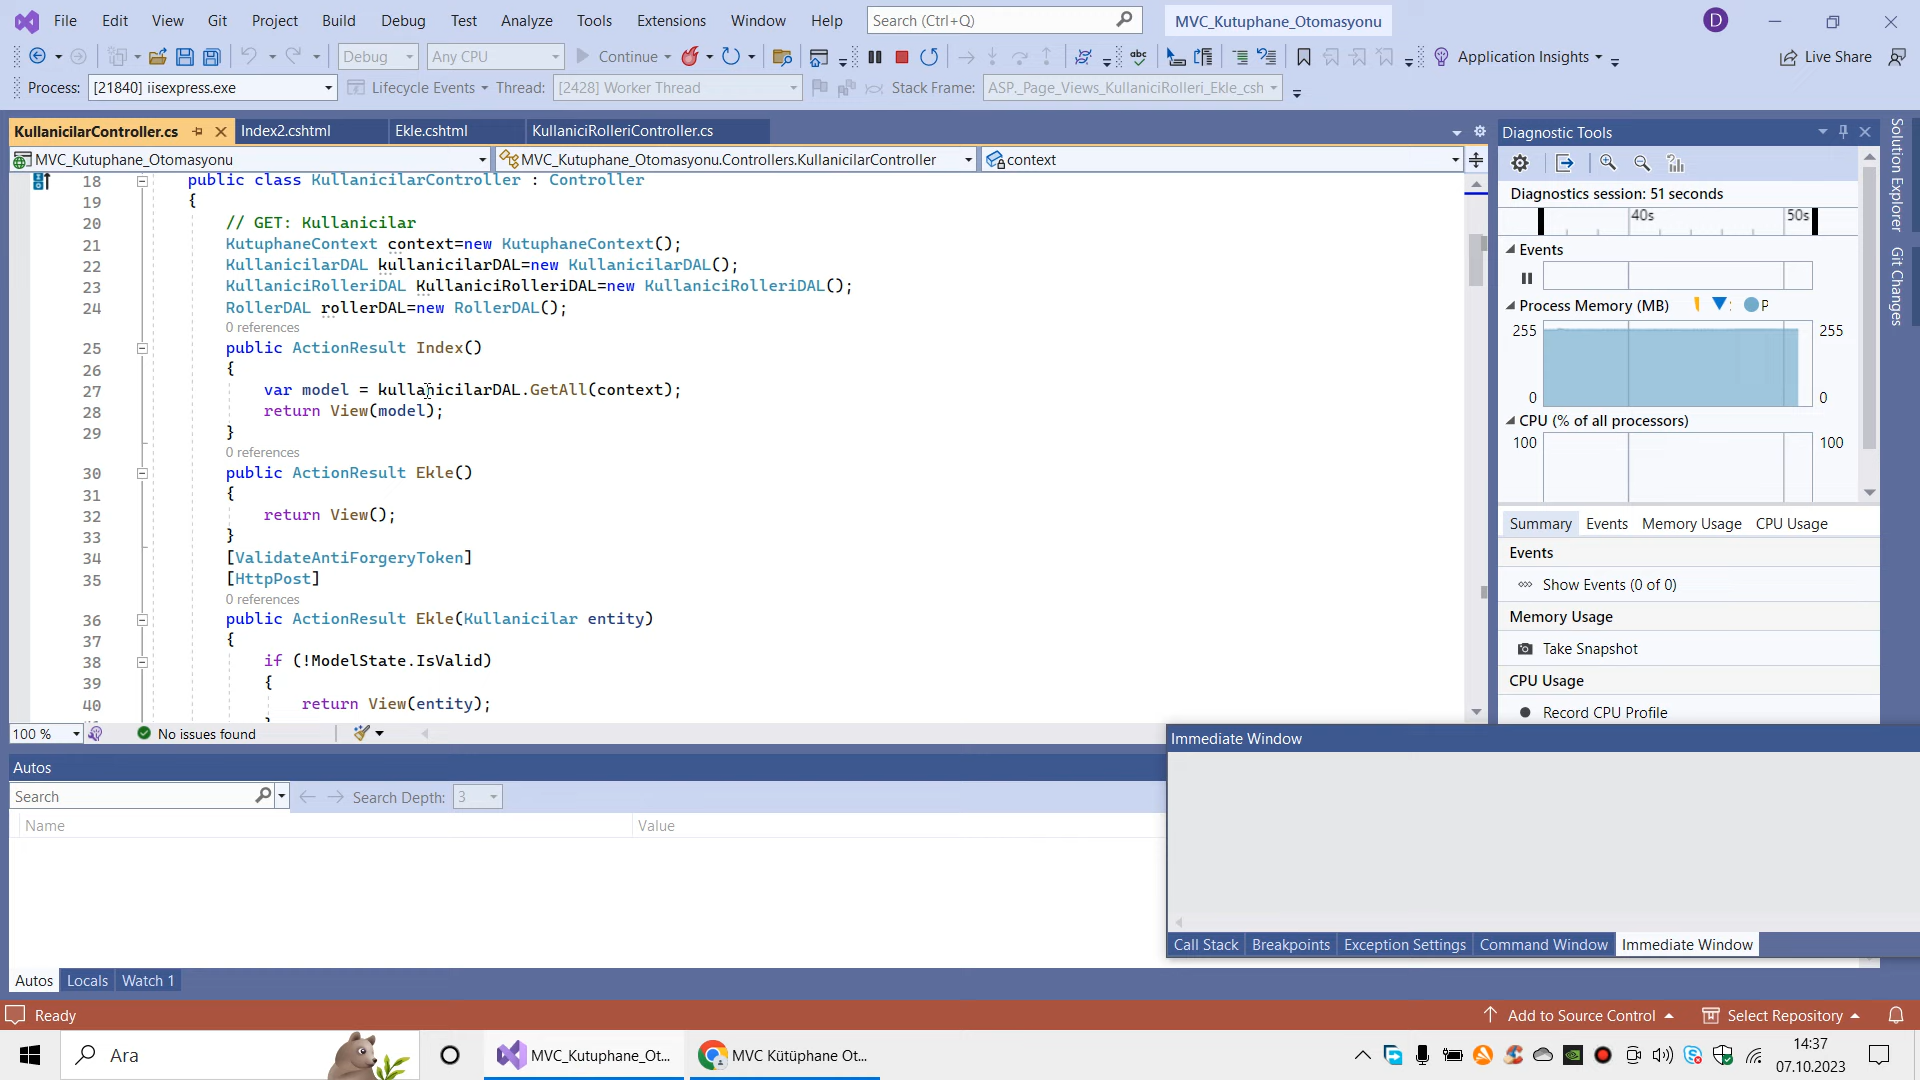 File Edit View Git Project Build Debug Test Analyze Tools Extensions Window Help Search (Ctrl+Q) MVC_Kutuphane_Otomasyonu D
Debug Any CPU Continue Application Insights Live Share
Process: [21840] iisexpress.exe Lifecycle Events Thread: [2428] Worker Thread Stack Frame: ASP._Page_Views_KullaniciRolleri_Ekle_csh
KullanicilarController.cs Index2.cshtml Ekle.cshtml KullaniciRolleriController.cs
MVC_Kutuphane_Otomasyonu MVC_Kutuphane_Otomasyonu.Controllers.KullanicilarController context
18 public class KullanicilarController : Controller
19 {
20 // GET: Kullanicilar
21 KutuphaneContext context=new KutuphaneContext();
22 KullanicilarDAL kullanicilarDAL=new KullanicilarDAL();
23 KullaniciRolleriDAL KullaniciRolleriDAL=new KullaniciRolleriDAL();
24 RollerDAL rollerDAL=new RollerDAL();
0 references
25 public ActionResult Index()
26 {
27 var model = kullanicilarDAL.GetAll(context);
28 return View(model);
29 }
0 references
30 public ActionResult Ekle()
31 {
32 return View();
33 }
34 [ValidateAntiForgeryToken]
35 [HttpPost]
0 references
36 public ActionResult Ekle(Kullanicilar entity)
37 {
38 if (!ModelState.IsValid)
39 {
40 return View(entity);
100 % No issues found
Diagnostic Tools
Diagnostics session: 51 seconds
40s 50s
Events
Process Memory (MB) P
255 255
0 0
CPU (% of all processors)
100 100
Summary Events Memory Usage CPU Usage
Events
Show Events (0 of 0)
Memory Usage
Take Snapshot
CPU Usage
Record CPU Profile
Solution Explorer
Git Changes
Autos
Search Search Depth: 3
Name Value
Autos Locals Watch 1
Immediate Window
Call Stack Breakpoints Exception Settings Command Window Immediate Window
Ready Add to Source Control Select Repository
Ara MVC_Kutuphane_Ot... MVC Kütüphane Ot...
14:37
07.10.2023